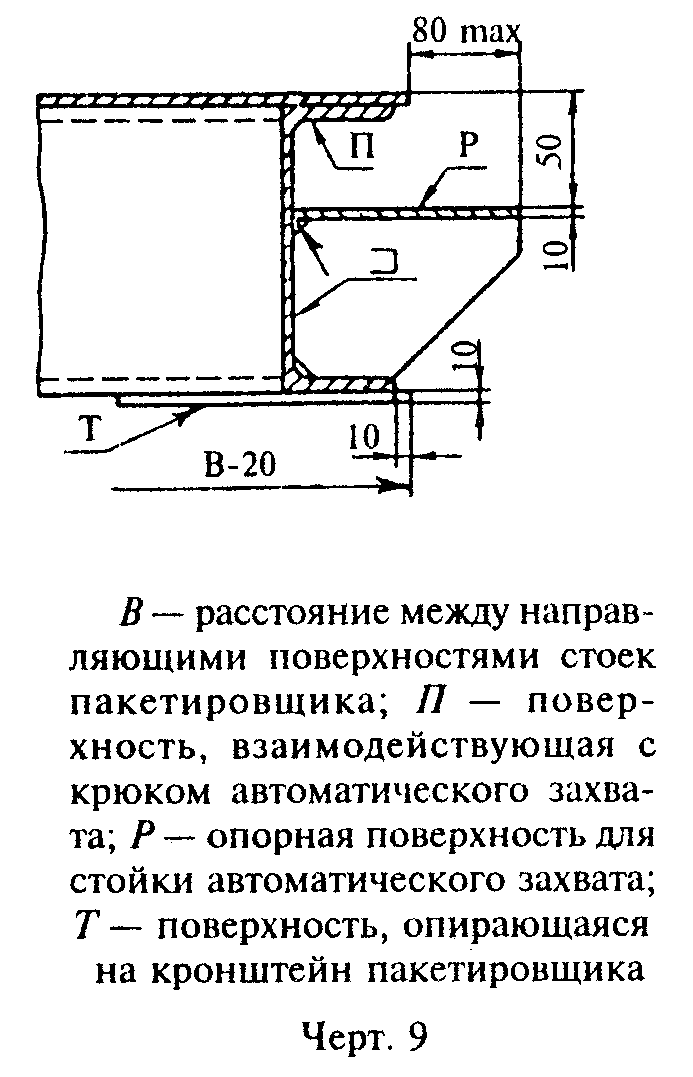 80 max
П
Р
50
10
10
Т
10
В-20
В — расстояние между направ-
ляющими поверхностями стоек
пакетировщика; П — повер-
хность, взаимодействующая с
крюком автоматического захва-
та; Р — опорная поверхность для
стойки автоматического захвата;
Т — поверхность, опирающаяся
на кронштейн пакетировщика
Черт. 9